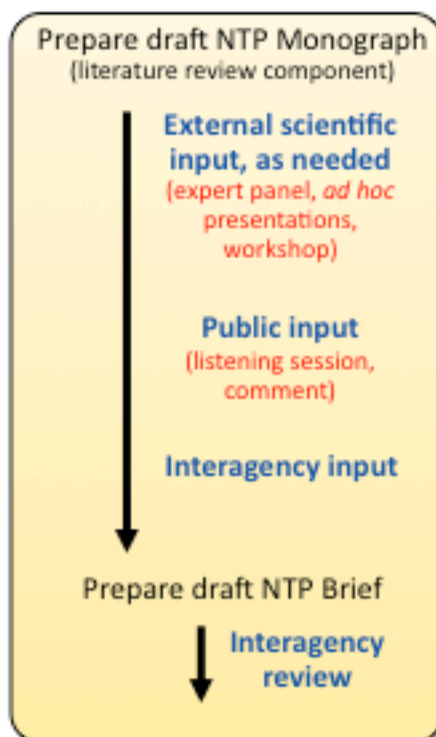 Prepare draft NTP Monograph
(literature review component)
External scientific
input, as needed
(expert panel, ad hoc
presentations,
workshop)
Public input
(listening session,
comment)
Interagency input
Prepare draft NTP Brief
Interagency
review